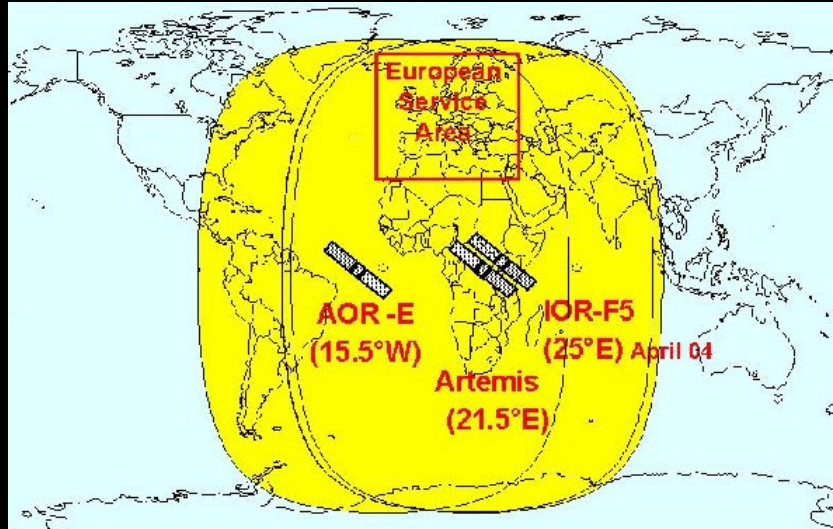 European
Service
Area
AOR -E
(15.5°W)
IOR-F5
(25°E) April 04
Artemis
(21.5°E)